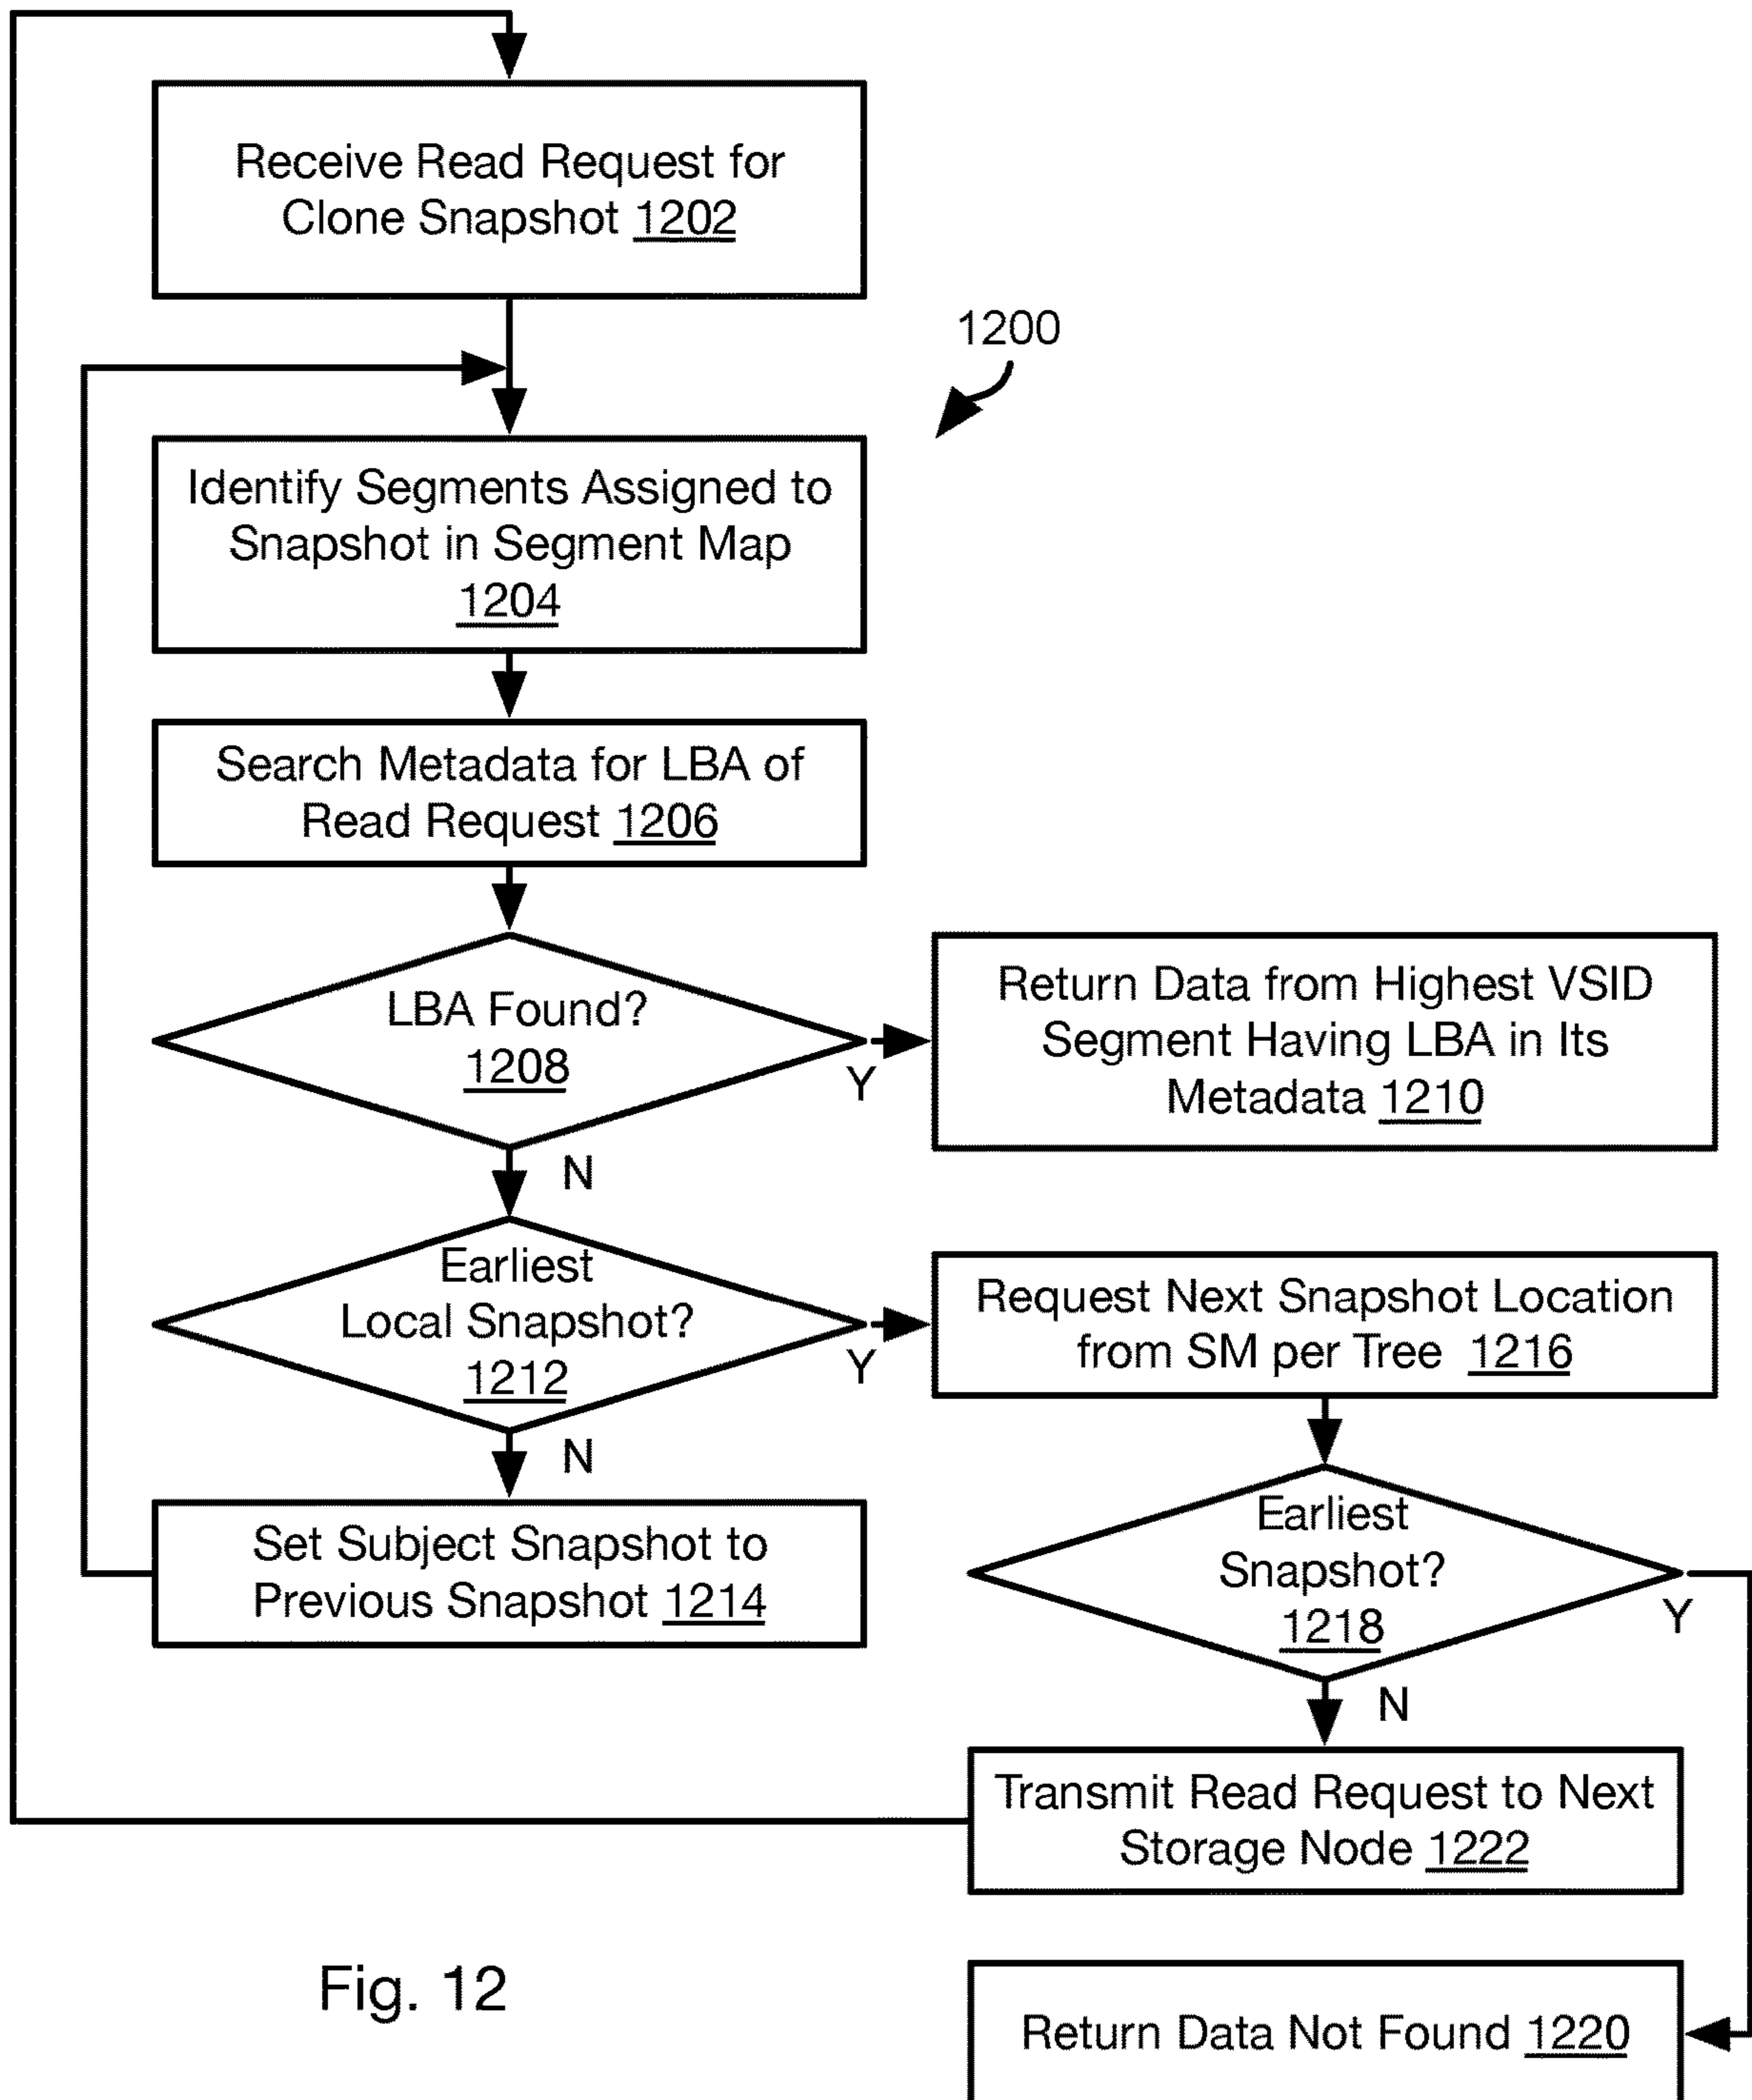 Receive Read Request for
Clone Snapshot 1202
1200
Identify Segments Assigned to
Snapshot in Segment Map
1204
Search Metadata for LBA of
Read Request 1206
LBA Found?
1208
Y
N
Return Data from Highest VSID
Segment Having LBA in Its
Metadata 1210
Earliest
Local Snapshot?
1212
Y
N
Request Next Snapshot Location
from SM per Tree 1216
Set Subject Snapshot to
Previous Snapshot 1214
Earliest
Snapshot?
1218
Y
N
Transmit Read Request to Next
Storage Node 1222
Return Data Not Found 1220
Fig. 12